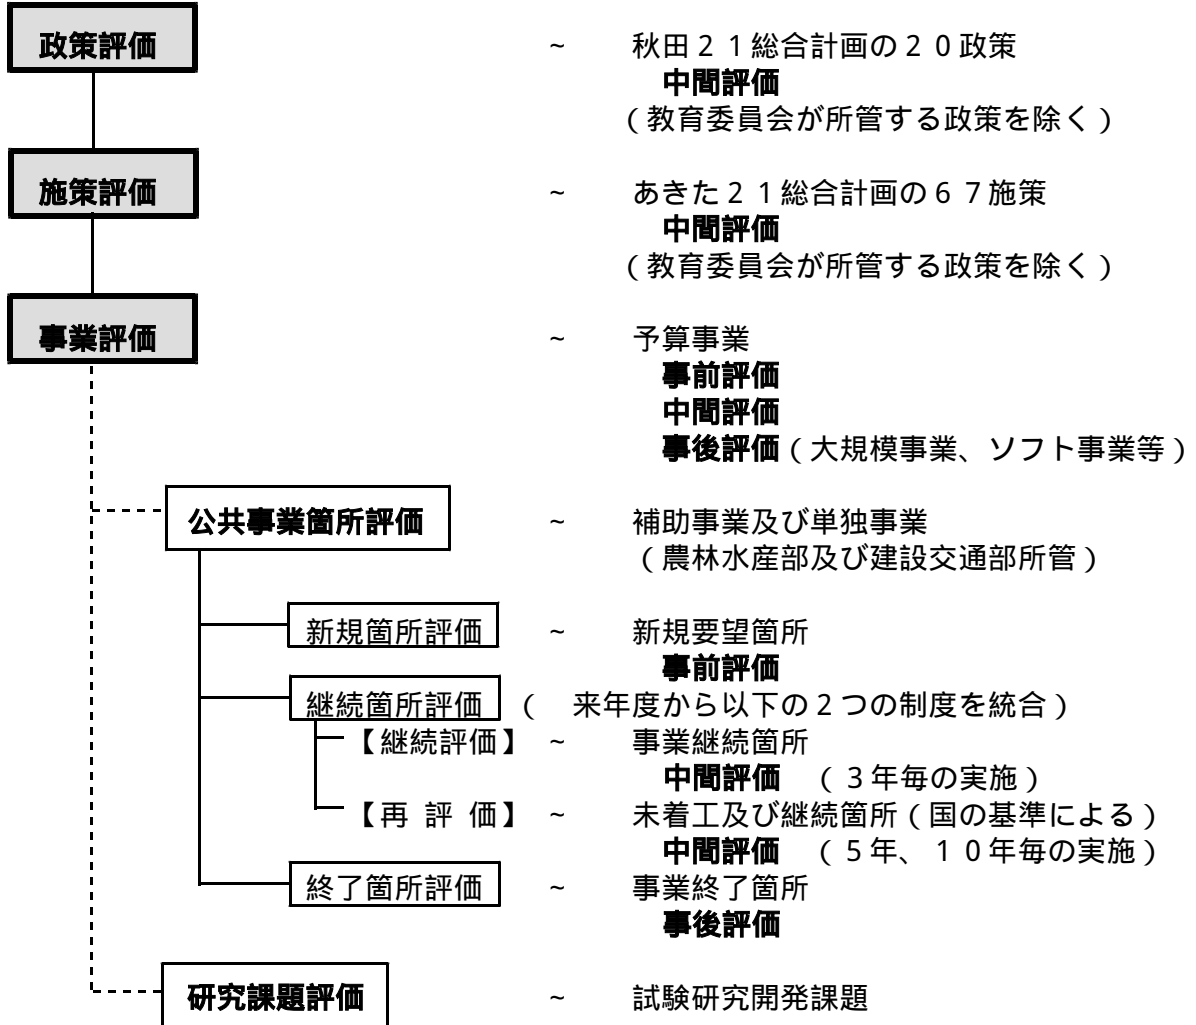 政策評価 ~ 秋田２１総合計画の２０政策
中間評価
（教育委員会が所管する政策を除く）
施策評価 ~ あきた２１総合計画の６７施策
中間評価
（教育委員会が所管する政策を除く）
事業評価 ~ 予算事業
事前評価
中間評価
事後評価（大規模事業、ソフト事業等）
公共事業箇所評価 ~ 補助事業及び単独事業
（農林水産部及び建設交通部所管）
新規箇所評価 ~ 新規要望箇所
事前評価
継続箇所評価 （　来年度から以下の２つの制度を統合）
【継続評価】 ~ 事業継続箇所
中間評価　（３年毎の実施）
【再 評 価】 ~ 未着工及び継続箇所（国の基準による）
中間評価　（５年、１０年毎の実施）
終了箇所評価 ~ 事業終了箇所
事後評価
研究課題評価 ~ 試験研究開発課題